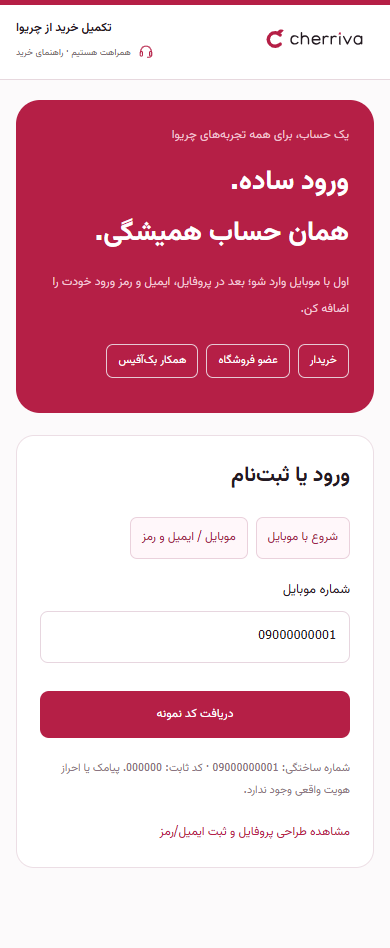 cherriva
تکمیل خرید از چریوا
همراهت هستیم · راهنمای خرید
یک حساب، برای همه تجربه‌های چریوا
ورود ساده.
همان حساب همیشگی.
اول با موبایل وارد شو؛ بعد در پروفایل، ایمیل و رمز ورود خودت را
اضافه کن.
خریدار
عضو فروشگاه
همکار بک‌آفیس
ورود یا ثبت‌نام
شروع با موبایل
موبایل / ایمیل و رمز
شماره موبایل
09000000001
دریافت کد نمونه
شماره ساختگی: 09000000001 · کد ثابت: 000000. پیامک یا احراز
هویت واقعی وجود ندارد.
مشاهده طراحی پروفایل و ثبت ایمیل/رمز